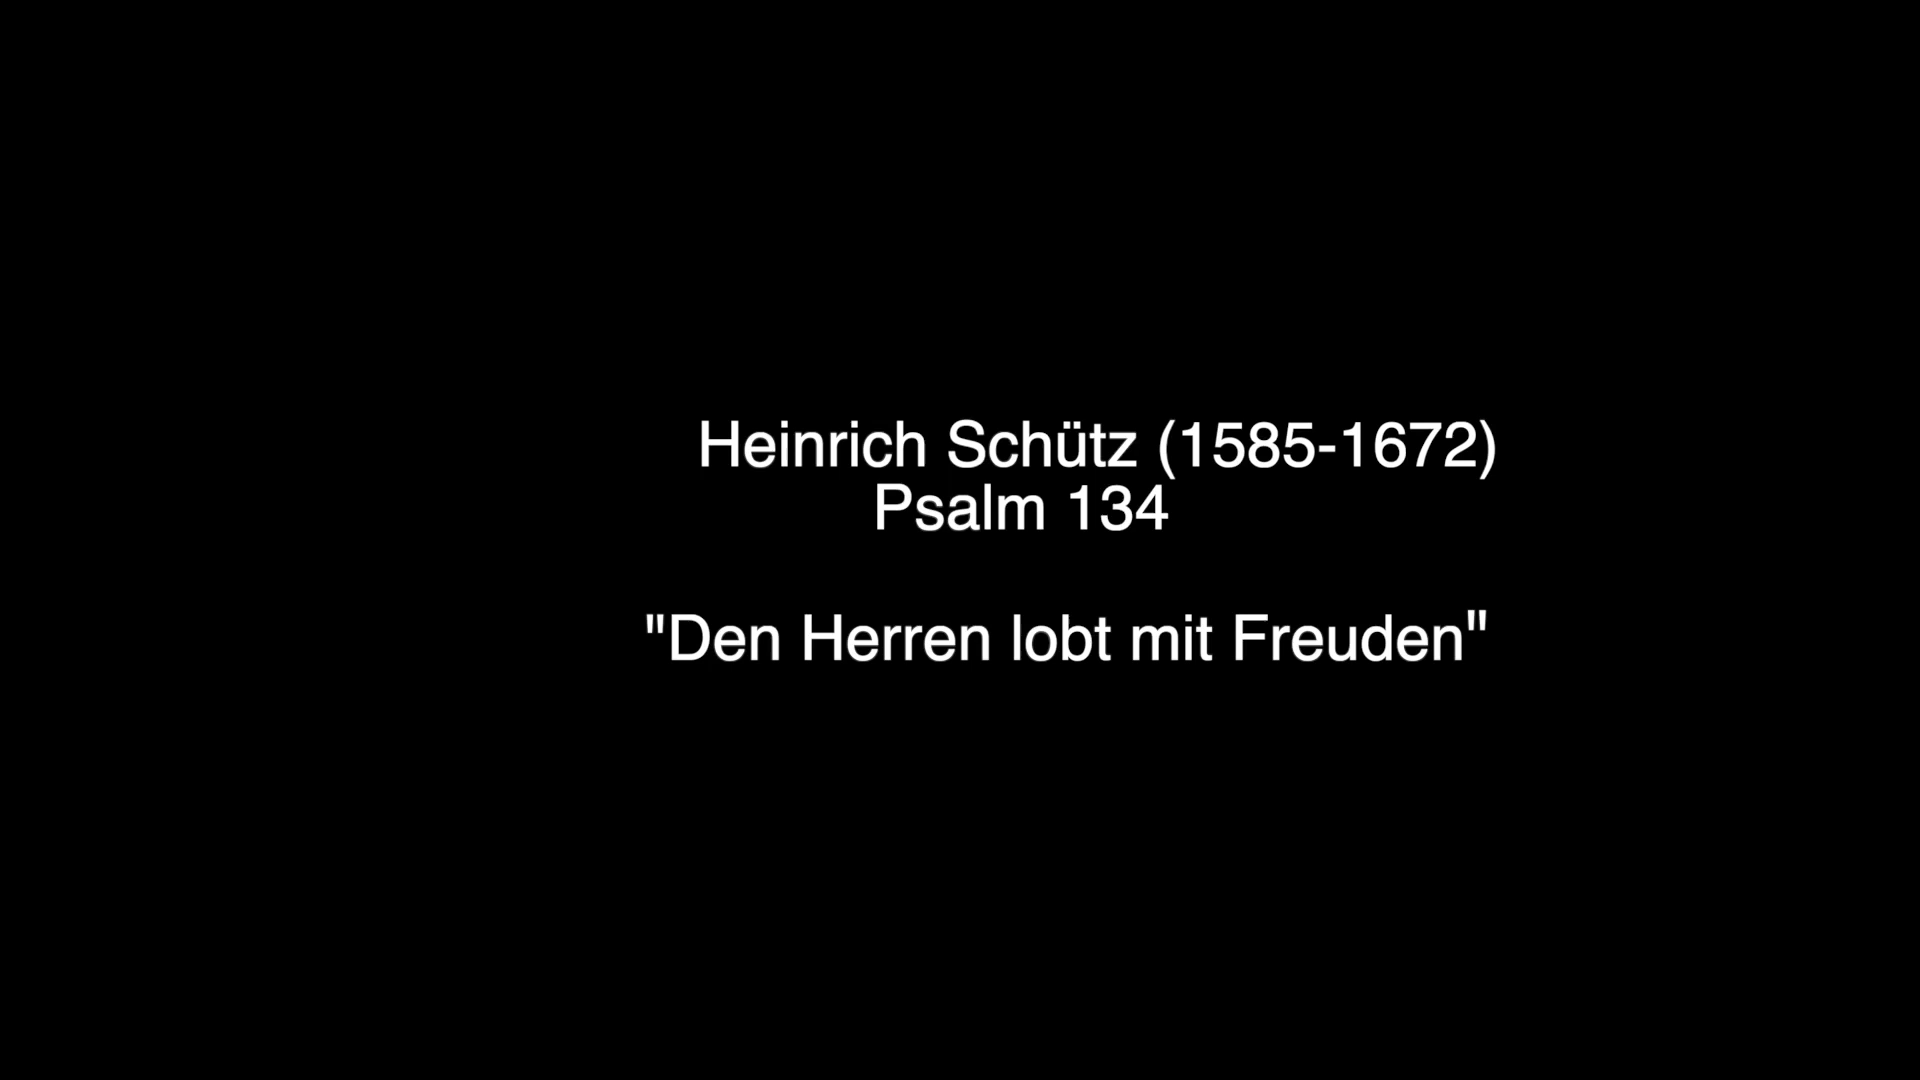 Heinrich Schütz (1585-1672)
Psalm 134
"Den Herren lobt mit Freuden"